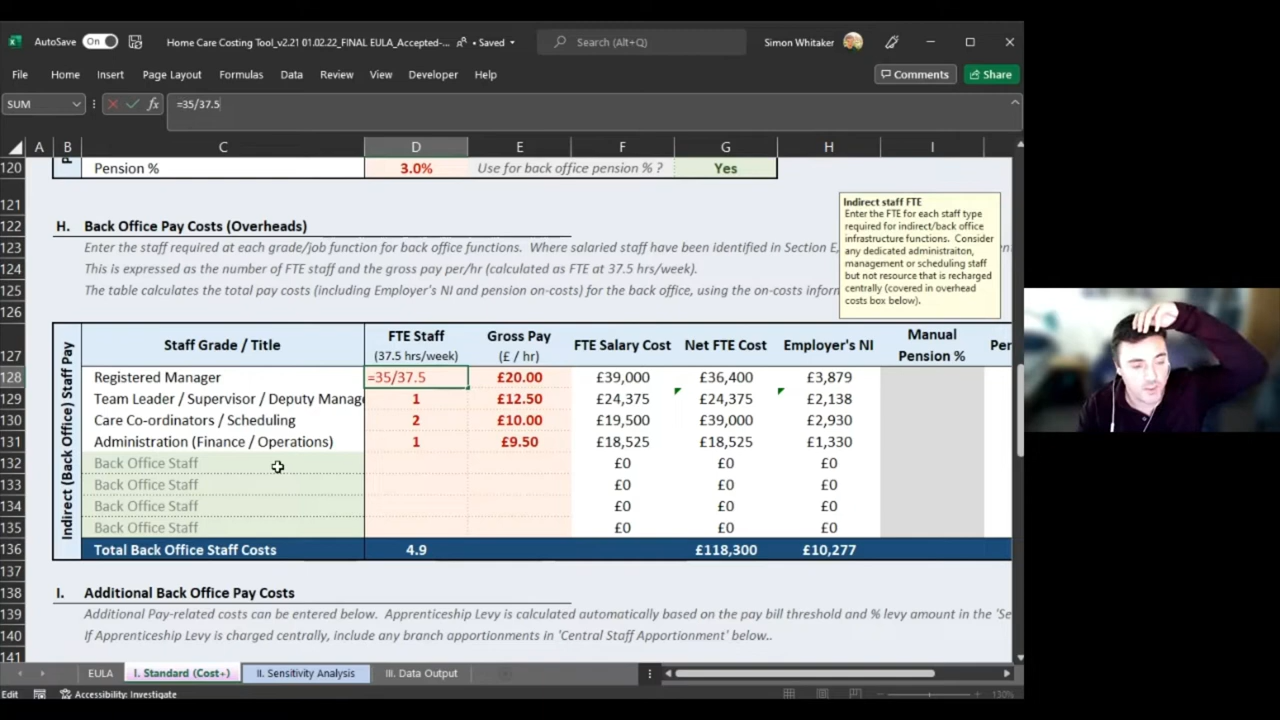 AutoSave On Home Care Costing Tool_v2.21 01.02.22_FINAL EULA_Accepted-... • Saved Search (Alt+Q) Simon Whitaker
File Home Insert Page Layout Formulas Data Review View Developer Help Comments Share
SUM fx =35/37.5
A B C D E F G H I
120 Pension % 3.0% Use for back office pension % ? Yes
121
122 H. Back Office Pay Costs (Overheads)
123 Enter the staff required at each grade/job function for back office functions. Where salaried staff have been identified in Section E,
124 This is expressed as the number of FTE staff and the gross pay per/hr (calculated as FTE at 37.5 hrs/week).
125 The table calculates the total pay costs (including Employer's NI and pension on-costs) for the back office, using the on-costs inform
126
Indirect staff FTE
Enter the FTE for each staff type
required for indirect/back office
infrastructure functions. Consider
any dedicated administraiton,
management or scheduling staff
but not resource that is recharged
centrally (covered in overhead
costs box below).
127 Staff Grade / Title FTE Staff (37.5 hrs/week) Gross Pay (£ / hr) FTE Salary Cost Net FTE Cost Employer's NI Manual Pension % Per
Indirect (Back Office) Staff Pay
128 Registered Manager =35/37.5 £20.00 £39,000 £36,400 £3,879
129 Team Leader / Supervisor / Deputy Manage 1 £12.50 £24,375 £24,375 £2,138
130 Care Co-ordinators / Scheduling 2 £10.00 £19,500 £39,000 £2,930
131 Administration (Finance / Operations) 1 £9.50 £18,525 £18,525 £1,330
132 Back Office Staff £0 £0 £0
133 Back Office Staff £0 £0 £0
134 Back Office Staff £0 £0 £0
135 Back Office Staff £0 £0 £0
136 Total Back Office Staff Costs 4.9 £118,300 £10,277
137
138 I. Additional Back Office Pay Costs
139 Additional Pay-related costs can be entered below. Apprenticeship Levy is calculated automatically based on the pay bill threshold and % levy amount in the 'Se
140 If Apprenticeship Levy is charged centrally, include any branch apportionments in 'Central Staff Apportionment' below..
141
EULA I. Standard (Cost+) II. Sensitivity Analysis III. Data Output
Edit Accessibility: Investigate 130%